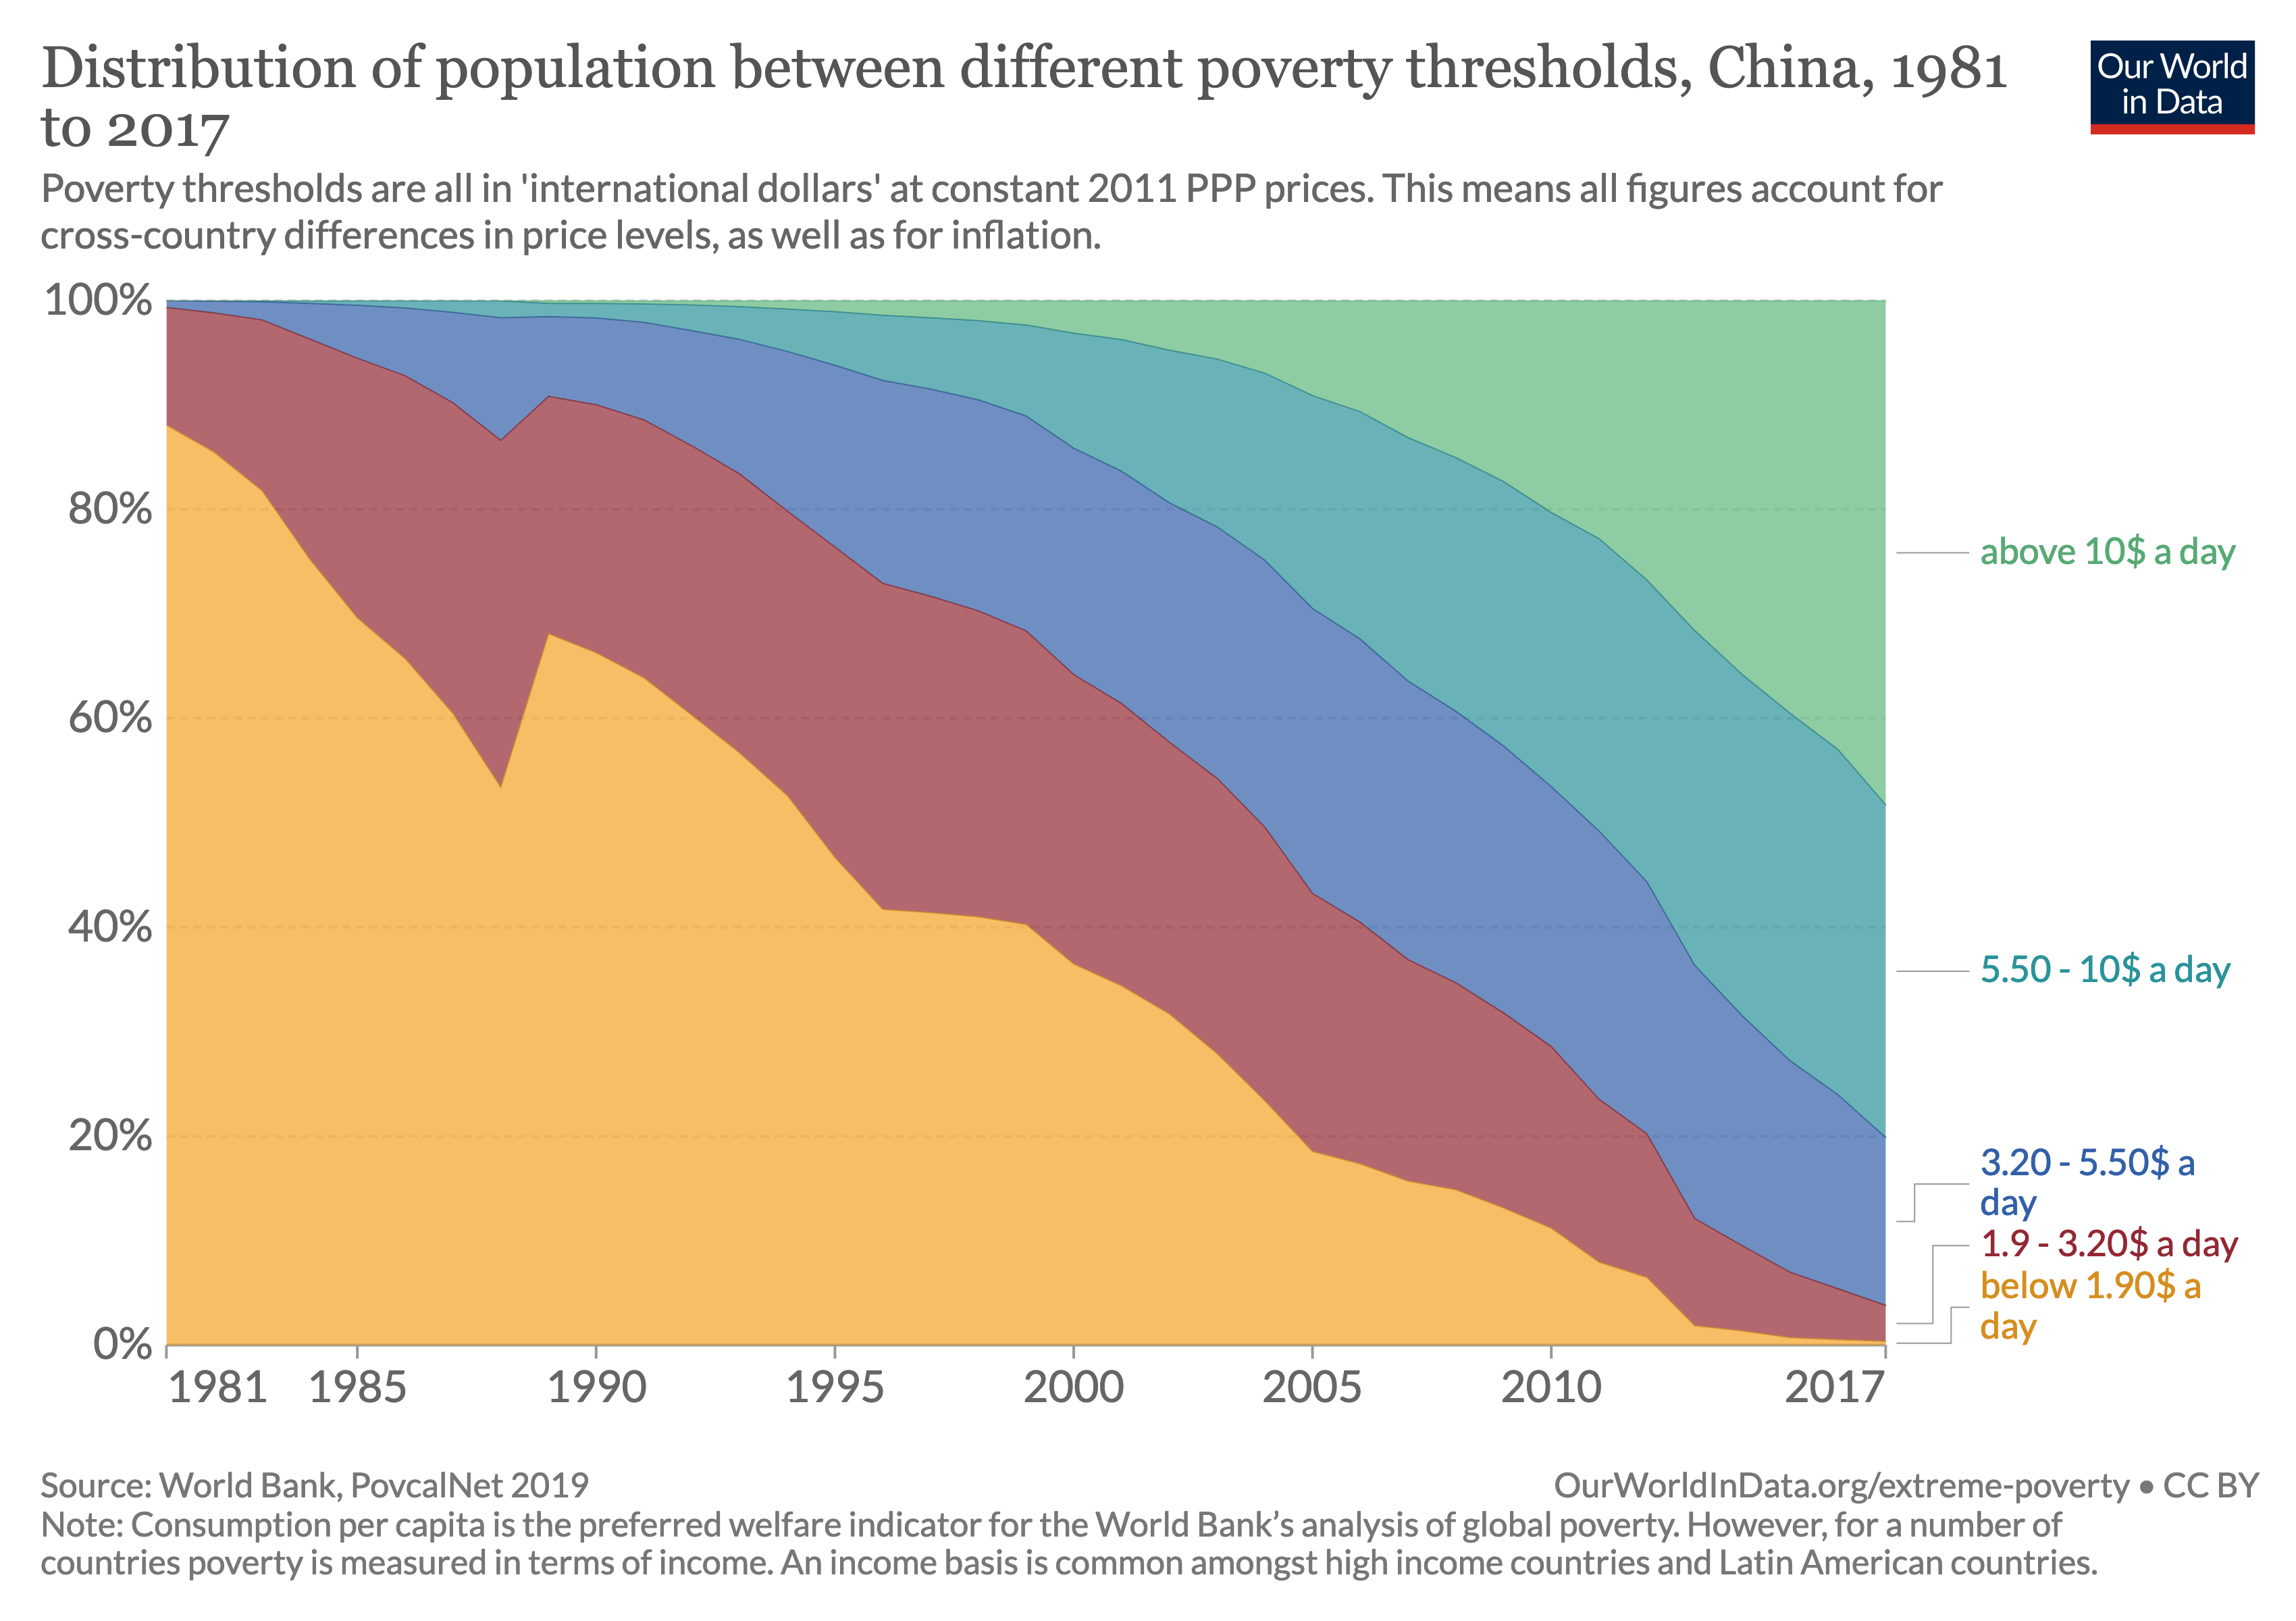 Distribution of population between different poverty thresholds, China, 1981
to 2017
Our World
in Data
Poverty thresholds are all in 'international dollars' at constant 2011 PPP prices. This means all figures account for
cross-country differences in price levels, as well as for inflation.
100%
80%
60%
40%
20%
0%
above 10$ a day
5.50 - 10$ a day
3.20 - 5.50$ a
day
1.9 - 3.20$ a day
below 1.90$ a
day
1981 1985 1990 1995 2000 2005 2010 2017
Source: World Bank, PovcalNet 2019
OurWorldInData.org/extreme-poverty • CC BY
Note: Consumption per capita is the preferred welfare indicator for the World Bank’s analysis of global poverty. However, for a number of
countries poverty is measured in terms of income. An income basis is common amongst high income countries and Latin American countries.